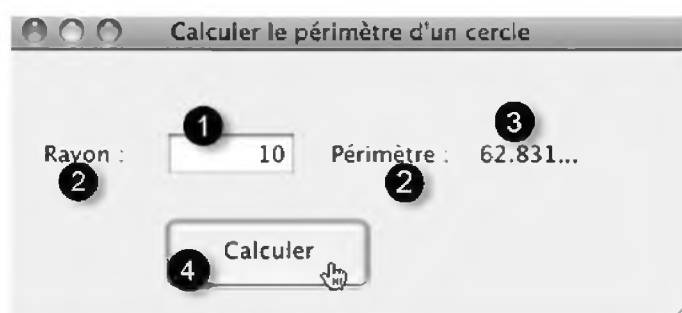 Calculer le périmètre d'un cercle
1 3
Rayon : 10 Périmètre : 62.831...
2 2
Calculer
4